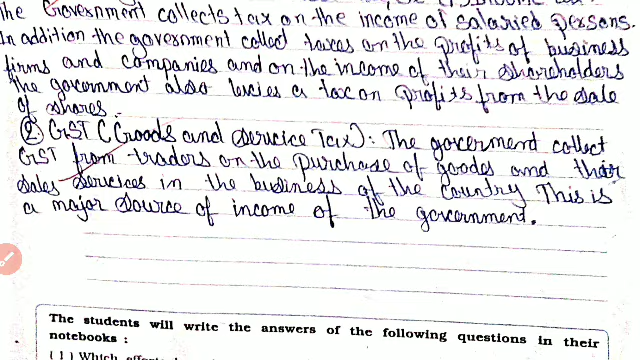 The Government collects tax on the income of salaried persons.
In addition the government collect taxes on the profits of business
firms and companies and on the income of their shareholders
The government also levies a tax on profits from the sale
of shares.
(2) GST (Goods and Service Tax): The goverment collect
GST from traders on the purchase of goods and their
sales services in the business of the country This is
a major source of income of the government.
The students will write the answers of the following questions in their
notebooks :
(1) Which